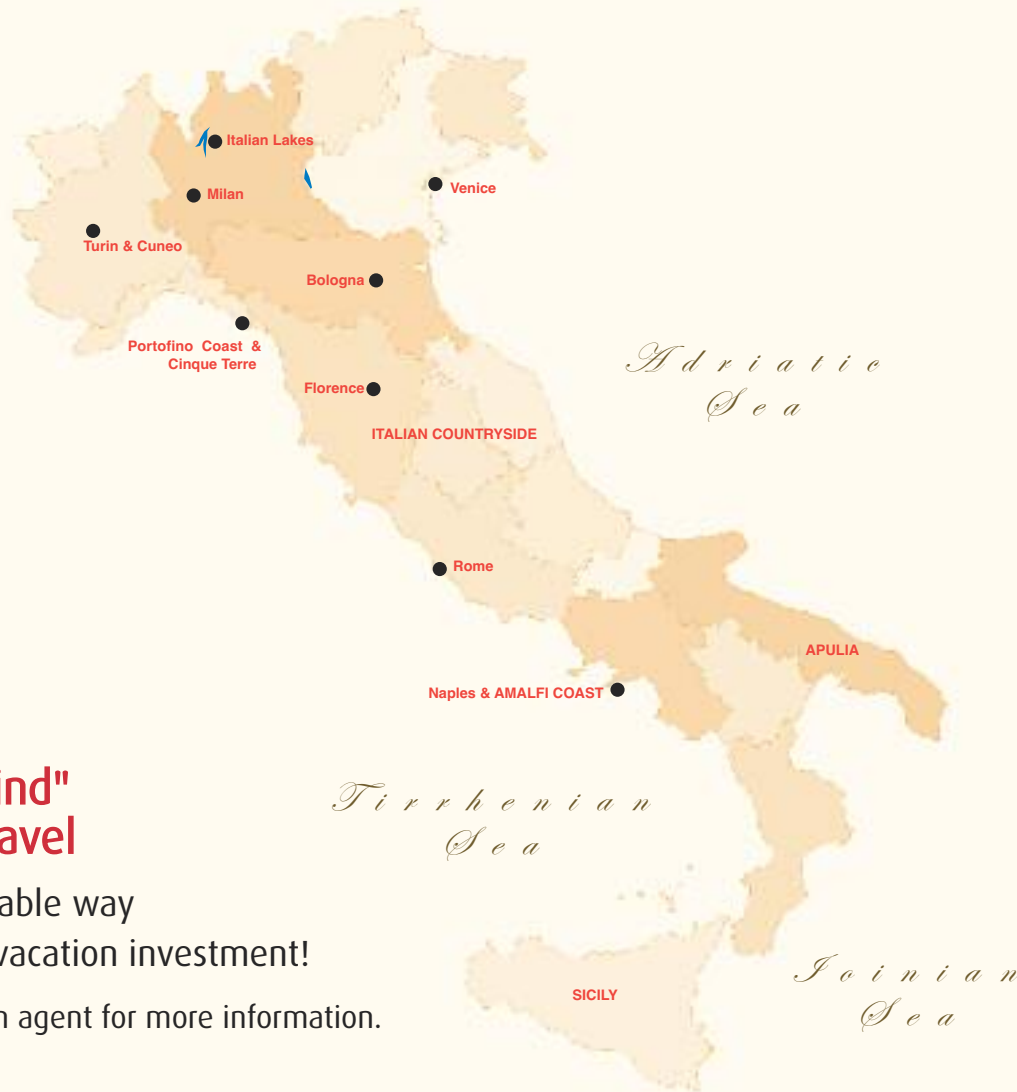 Italian Lakes
Venice
Milan
Turin & Cuneo
Bologna
Portofino Coast &
Cinque Terre
Adriatic
Sea
Florence
ITALIAN COUNTRYSIDE
Rome
APULIA
Naples & AMALFI COAST
ind"
avel
Tirrhenian
Sea
able way
vacation investment!
Joinian
Sea
SICILY
n agent for more information.